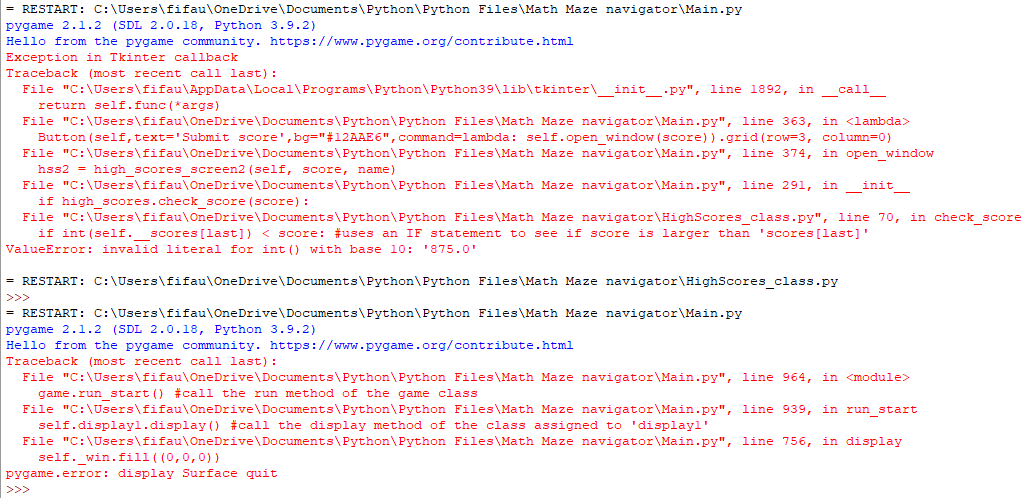 = RESTART: C:\Users\fifau\OneDrive\Documents\Python\Python Files\Math Maze navigator\Main.py
pygame 2.1.2 (SDL 2.0.18, Python 3.9.2)
Hello from the pygame community. https://www.pygame.org/contribute.html
Exception in Tkinter callback
Traceback (most recent call last):
  File "C:\Users\fifau\AppData\Local\Programs\Python\Python39\lib\tkinter\__init__.py", line 1892, in __call__
    return self.func(*args)
  File "C:\Users\fifau\OneDrive\Documents\Python\Python Files\Math Maze navigator\Main.py", line 363, in <lambda>
    Button(self,text='Submit score',bg="#12AAE6",command=lambda: self.open_window(score)).grid(row=3, column=0)
  File "C:\Users\fifau\OneDrive\Documents\Python\Python Files\Math Maze navigator\Main.py", line 374, in open_window
    hss2 = high_scores_screen2(self, score, name)
  File "C:\Users\fifau\OneDrive\Documents\Python\Python Files\Math Maze navigator\Main.py", line 291, in __init__
    if high_scores.check_score(score):
  File "C:\Users\fifau\OneDrive\Documents\Python\Python Files\Math Maze navigator\HighScores_class.py", line 70, in check_score
    if int(self.__scores[last]) < score: #uses an IF statement to see if score is larger than 'scores[last]'
ValueError: invalid literal for int() with base 10: '875.0'

= RESTART: C:\Users\fifau\OneDrive\Documents\Python\Python Files\Math Maze navigator\HighScores_class.py
>>>
= RESTART: C:\Users\fifau\OneDrive\Documents\Python\Python Files\Math Maze navigator\Main.py
pygame 2.1.2 (SDL 2.0.18, Python 3.9.2)
Hello from the pygame community. https://www.pygame.org/contribute.html
Traceback (most recent call last):
  File "C:\Users\fifau\OneDrive\Documents\Python\Python Files\Math Maze navigator\Main.py", line 964, in <module>
    game.run_start() #call the run method of the game class
  File "C:\Users\fifau\OneDrive\Documents\Python\Python Files\Math Maze navigator\Main.py", line 939, in run_start
    self.display1.display() #call the display method of the class assigned to 'display1'
  File "C:\Users\fifau\OneDrive\Documents\Python\Python Files\Math Maze navigator\Main.py", line 756, in display
    self._win.fill((0,0,0))
pygame.error: display Surface quit
>>>